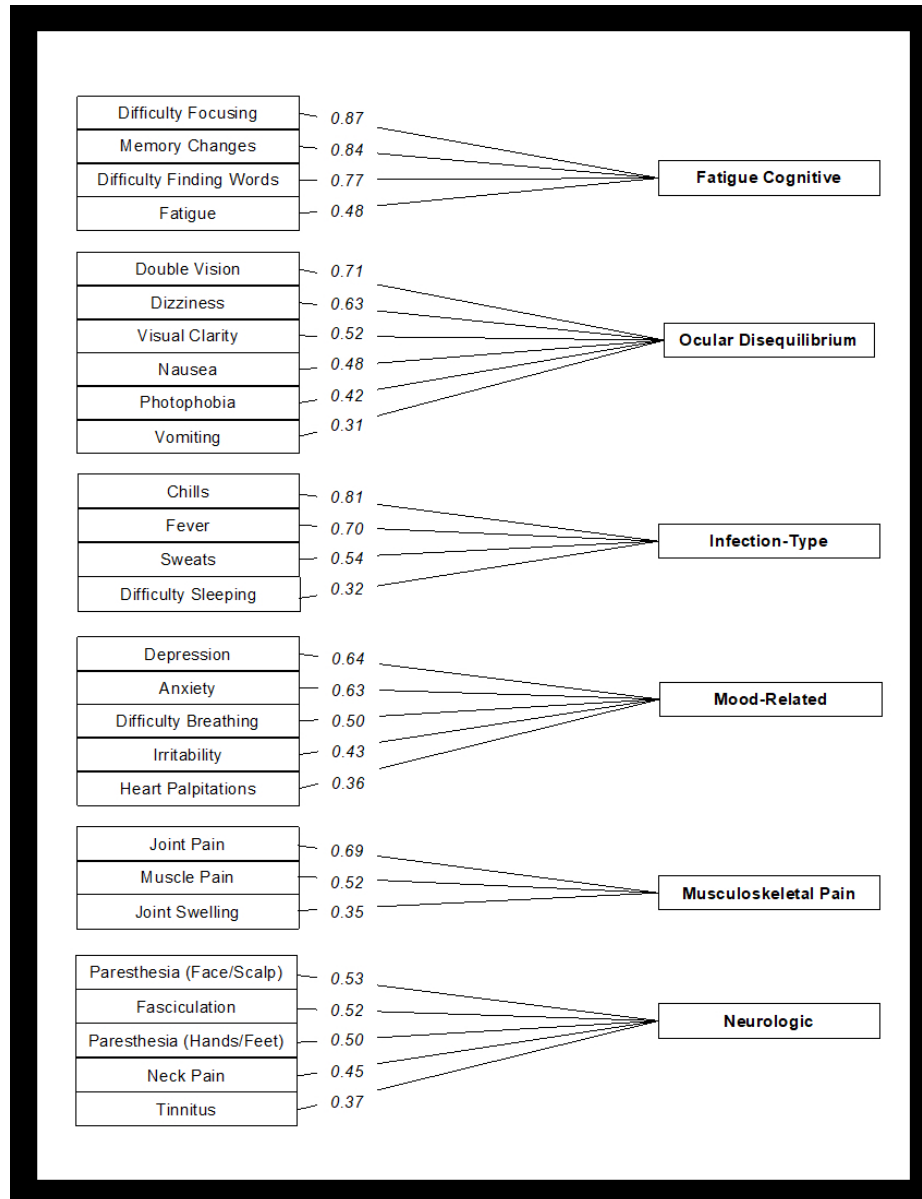 Difficulty Focusing 0.87
Memory Changes 0.84
Difficulty Finding Words 0.77
Fatigue 0.48
Fatigue Cognitive
Double Vision 0.71
Dizziness 0.63
Visual Clarity 0.52
Nausea 0.48
Photophobia 0.42
Vomiting 0.31
Ocular Disequilibrium
Chills 0.81
Fever 0.70
Sweats 0.54
Difficulty Sleeping 0.32
Infection-Type
Depression 0.64
Anxiety 0.63
Difficulty Breathing 0.50
Irritability 0.43
Heart Palpitations 0.36
Mood-Related
Joint Pain 0.69
Muscle Pain 0.52
Joint Swelling 0.35
Musculoskeletal Pain
Paresthesia (Face/Scalp) 0.53
Fasciculation 0.52
Paresthesia (Hands/Feet) 0.50
Neck Pain 0.45
Tinnitus 0.37
Neurologic